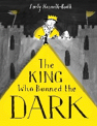 Emily Haworth-Booth
The
KING
Who Banned the
DARK